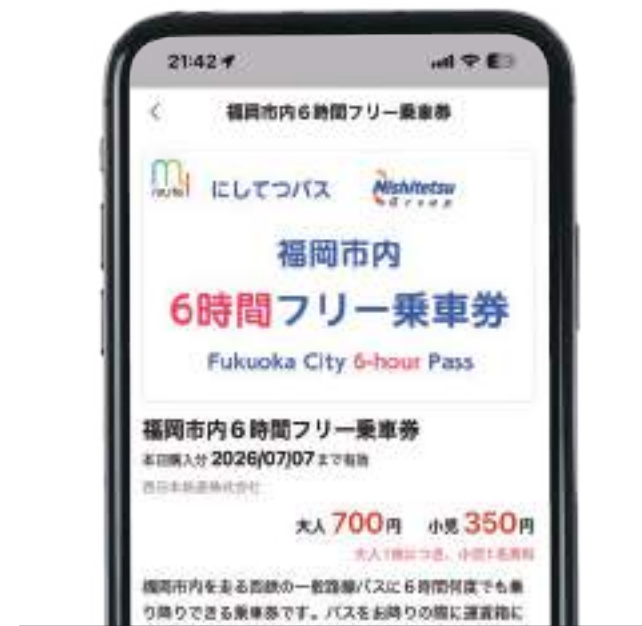 21:42
福岡市内6時間フリー乗車券
my route にしてつバス Nishitetsu Group
福岡市内
6時間フリー乗車券
Fukuoka City 6-hour Pass
福岡市内6時間フリー乗車券
本日購入分 2026/07/07まで有効
西日本鉄道株式会社
大人 700円 小児 350円
大人1枚につき、小児1名無料
福岡市内を走る西鉄の一般路線バスに6時間何度でも乗
り降りできる乗車券です。バスをお降りの際に運賃箱に